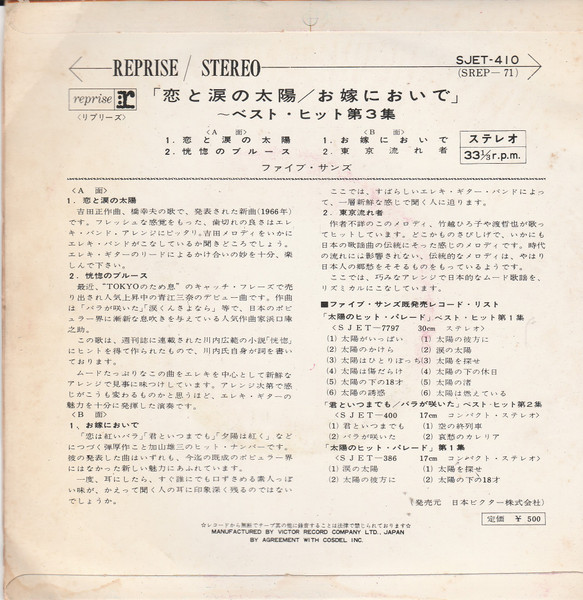 REPRISE / STEREO
SJET-410
(SREP-71)
reprise r:
〈リプリーズ〉
「恋と涙の太陽/お嫁においで」
〜ベスト・ヒット第3集
〈A 面〉
1. 恋と涙の太陽
2. 恍惚のブルース
〈B 面〉
1. お嫁においで
2. 東京流れ者
ステレオ
33⅓r.p.m.
ファイブ・サンズ
〈A 面〉
1. 恋と涙の太陽
吉田正作曲、橋幸夫の歌で、発表された新曲(1966年)
です。フレッシュな感覚をもった、歯切れの良さはエレ
キ・バンド・アレンジにピッタリ。吉田メロディをいかに
エレキ・バンドがこなしているか聞きどころでしょう。
エレキ・ギターのリードによるかけ合いの妙を十分、楽
しんで下さい。
2. 恍惚のブルース
最近、“TOKYOのため息”のキャッチ・フレーズで売
り出され人気上昇中の青江三奈のデビュー曲です。作曲
は「バラが咲いた」「涙くんさよなら」等で、日本のポピ
ュラー界に漸新な息吹きを与えている人気作曲家浜口庫
之助。
この歌は、週刊誌に連載された川内広範の小説「恍惚」
にヒントを得て作られたもので、川内氏自身が詞を書い
ております。
ムードたっぷりなこの曲をエレキを中心として新鮮な
アレンジで見事に味つけしています。アレンジ次第で感
じがこうも変わるものかと思うほど、エレキ・ギターの
魅力を十分に発揮した演奏です。
〈B 面〉
1. お嫁においで
「恋は紅いバラ」「君といつまでも」「夕陽は紅く」など
につづく弾厚作こと加山雄三のヒット・ナンバーです。
彼の発表した曲はいずれも、今迄の既成のポピュラー界
にはなかった新しい魅力にあふれています。
一度、耳にしたら、すぐ誰にでも口ずさめる素人っぽ
い味が、かえって聞く人の耳に印象深く残るのではない
でしょうか。
ここでは、すばらしいエレキ・ギター・バンドによっ
て、一層新鮮な感じで聞く人に迫ります。
2. 東京流れ者
作者不詳のこのメロディ、竹越ひろ子や渡哲也が歌っ
てヒットしています。どこかものさびしげで、いかにも
日本の歌謡曲の伝統にそった感じのメロディです。時代
の流れには影響されない、伝統的なメロディは、やはり
日本人の郷愁をそそるものをもっているようです。
ここでは、巧みなアレンジで日本的なムード歌謡を、
リズミカルにこなしています。
■ファイブ・サンズ既発売レコード・リスト
「太陽のヒット・パレード」ベスト・ヒット第1集
〈SJET-7797 30cm ステレオ〉
(1) 太陽がいっぱい (1) 太陽の彼方に
(2) 太陽のかけら (2) 涙の太陽
(3) 太陽はひとりぼっち (3) 太陽を探せ
(4) 太陽は傷だらけ (4) 太陽の下の休日
(5) 太陽の下の18才 (5) 太陽の渚
(6) 太陽の誘惑 (6) 太陽は燃えている
「君といつまでも/バラが咲いた」ベスト・ヒット第2集
〈SJET-400 17cm コンパクト・ステレオ〉
(1) 君といつまでも (1) 空の終列車
(2) バラが咲いた (2) 哀愁のカレリア
「太陽のヒット・パレード」第1集
〈SJET-386 17cm コンパクト・ステレオ〉
(1) 涙の太陽 (1) 太陽を探せ
(2) 太陽の彼方に (2) 太陽の下の18才
(発売元 日本ビクター株式会社)
定価 ¥500
☆レコードから無断でテープ其の他に録音することは法律で禁じられております☆
MANUFACTURED BY VICTOR RECORD COMPANY LTD., JAPAN
BY AGREEMENT WITH COSDEL INC.